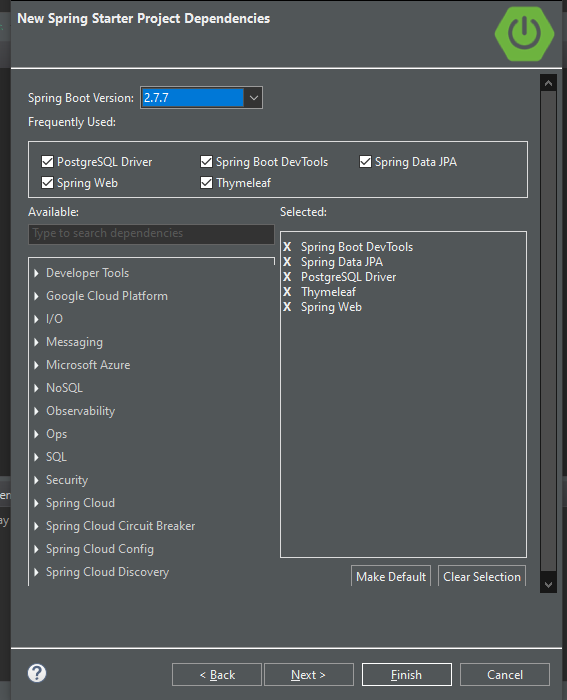 New Spring Starter Project Dependencies
Spring Boot Version: 2.7.7
Frequently Used:
PostgreSQL Driver Spring Boot DevTools Spring Data JPA
Spring Web Thymeleaf
Available: Selected:
Type to search dependencies
X Spring Boot DevTools
X Spring Data JPA
X PostgreSQL Driver
X Thymeleaf
X Spring Web
Developer Tools
Google Cloud Platform
I/O
Messaging
Microsoft Azure
NoSQL
Observability
Ops
SQL
Security
Spring Cloud
Spring Cloud Circuit Breaker
Spring Cloud Config
Spring Cloud Discovery
Make Default Clear Selection
? < Back Next > Finish Cancel